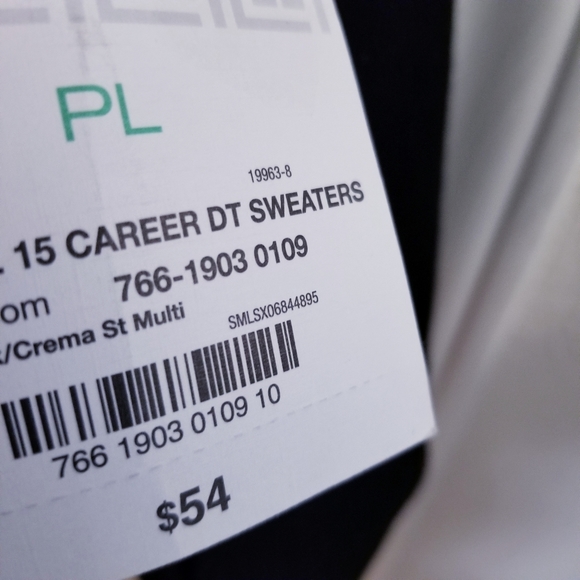 PL
19963-8
. 15 CAREER DT SWEATERS
om 766-1903 0109
/Crema St Multi
SMLSX06844895
766 1903 0109 10
$54